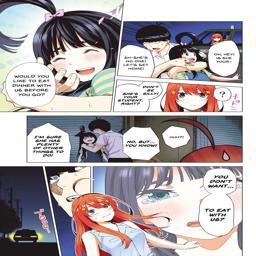 OH, HEY!
IS SHE
YOUR...
SH-SHE'S
NO ONE!
LET'S GET
HOME!
WOULD YOU
LIKE TO EAT
DINNER WITH
US BEFORE
YOU GO?
?
DON'T
BE SILLY!
SHE'S
YOUR
STUDENT,
RIGHT?
HUH?!
NO, BUT...
YOU KNOW!
I'M SURE
SHE HAS
PLENTY
OF OTHER
THINGS
TO DO!
YOU
DON'T
WANT...
TO EAT
WITH
US?